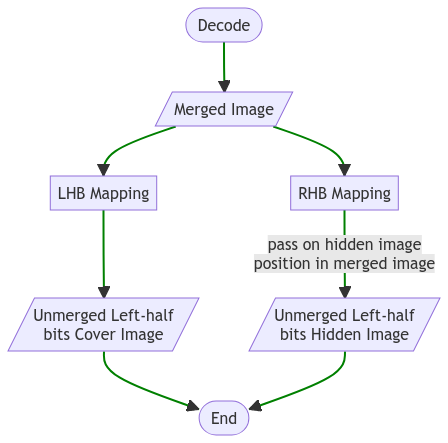 Decode
Merged Image
LHB Mapping
RHB Mapping
pass on hidden image
position in merged image
Unmerged Left-half
bits Cover Image
Unmerged Left-half
bits Hidden Image
End